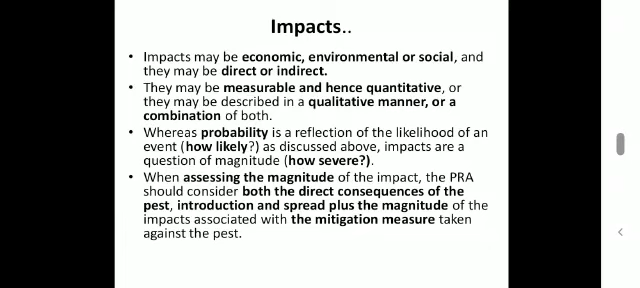 Impacts..
• Impacts may be economic, environmental or social, and
they may be direct or indirect.
• They may be measurable and hence quantitative, or
they may be described in a qualitative manner, or a
combination of both.
• Whereas probability is a reflection of the likelihood of an
event (how likely?) as discussed above, impacts are a
question of magnitude (how severe?).
• When assessing the magnitude of the impact, the PRA
should consider both the direct consequences of the
pest, introduction and spread plus the magnitude of the
impacts associated with the mitigation measure taken
against the pest.